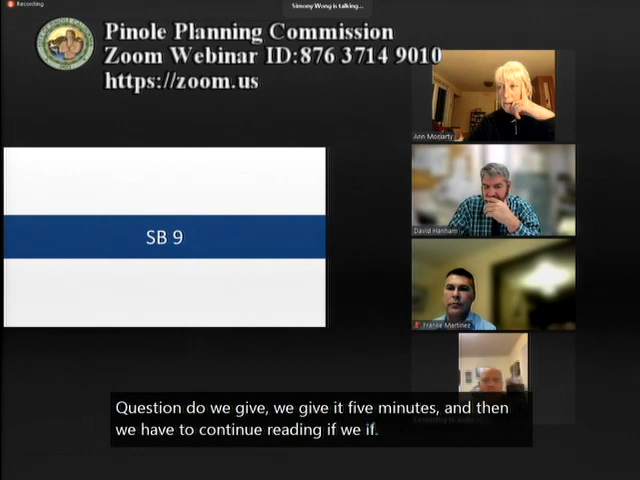 Recording
Simony Wong is talking...
Pinole Planning Commission
Zoom Webinar ID:876 3714 9010
https://zoom.us
Ann Moriarty
SB 9
David Hanham
Question do we give, we give it five minutes, and then
we have to continue reading if we if.